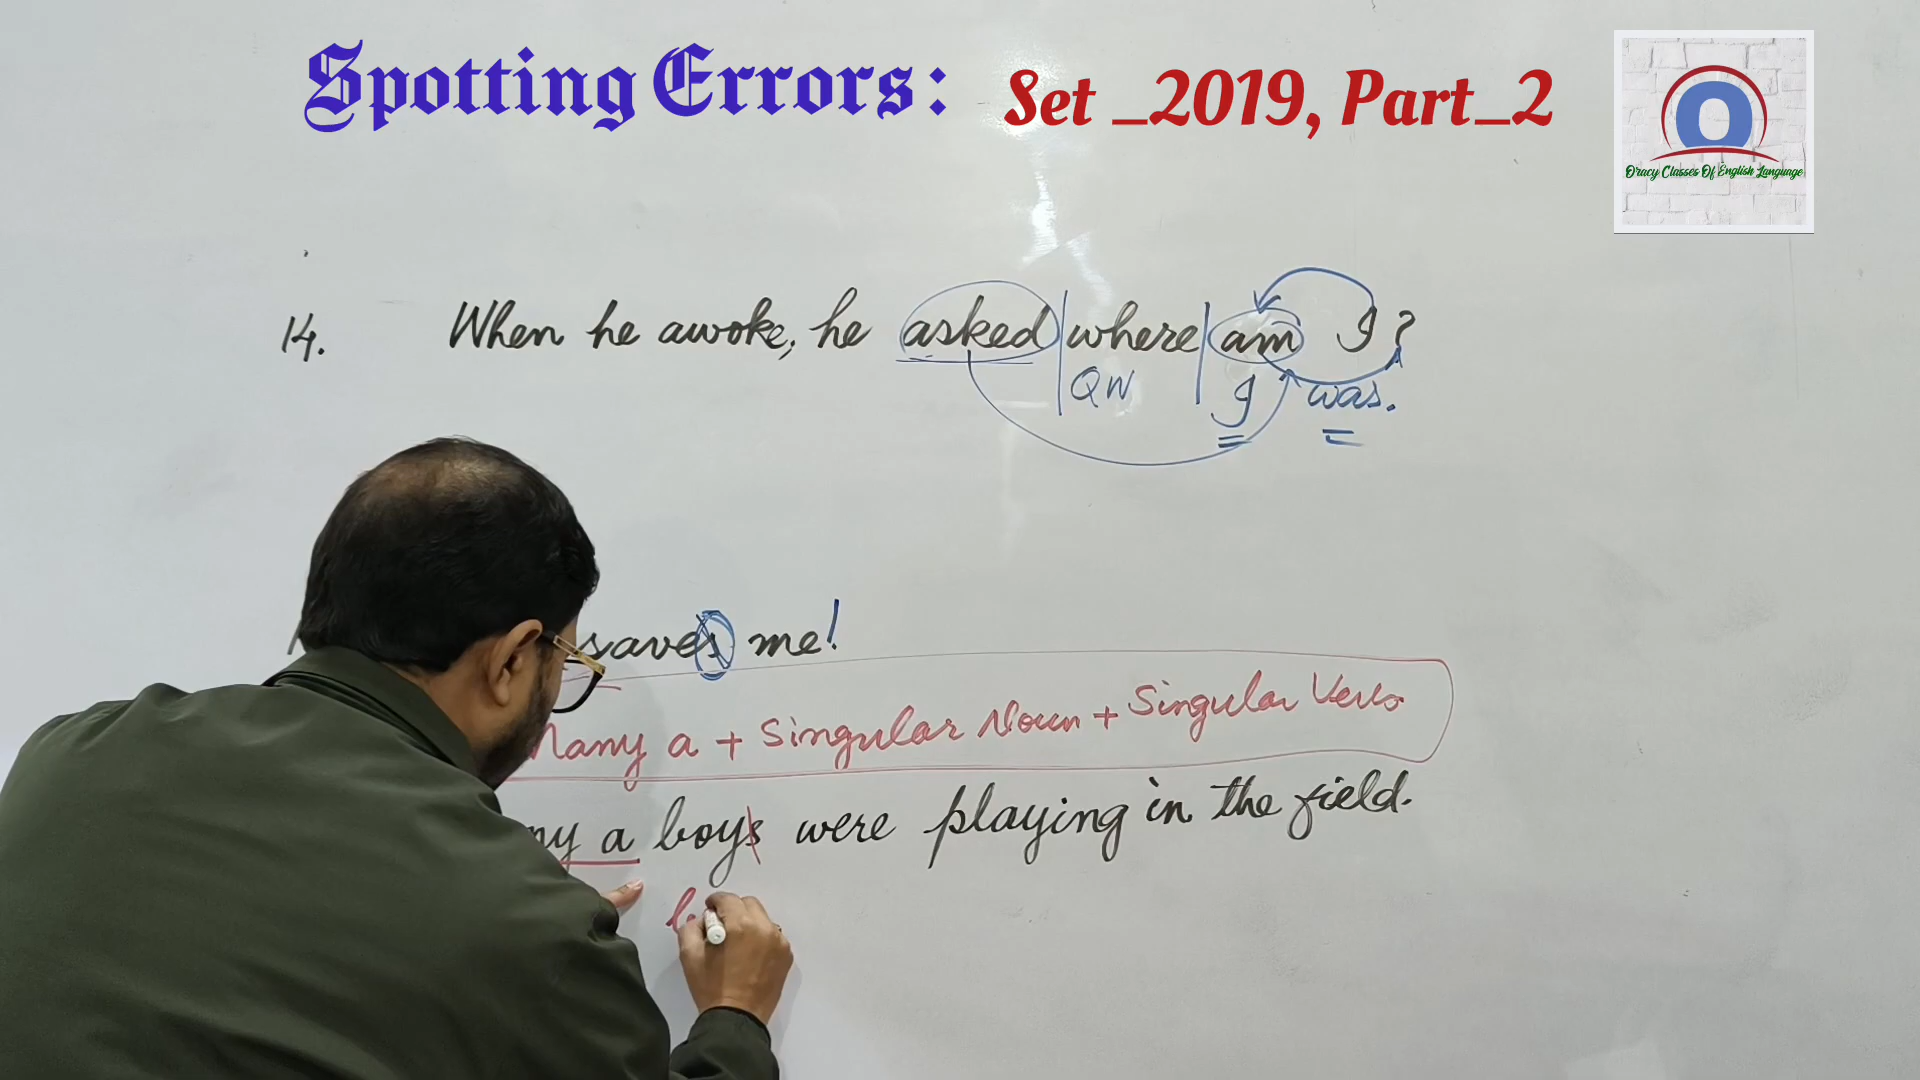 Spotting Errors: Set _2019, Part_2
O'racy Classes Of English Language
14. When he awoke, he asked where am I?
QW I was.
saves me!
Many a + Singular Noun + Singular Verb
a boys were playing in the field.